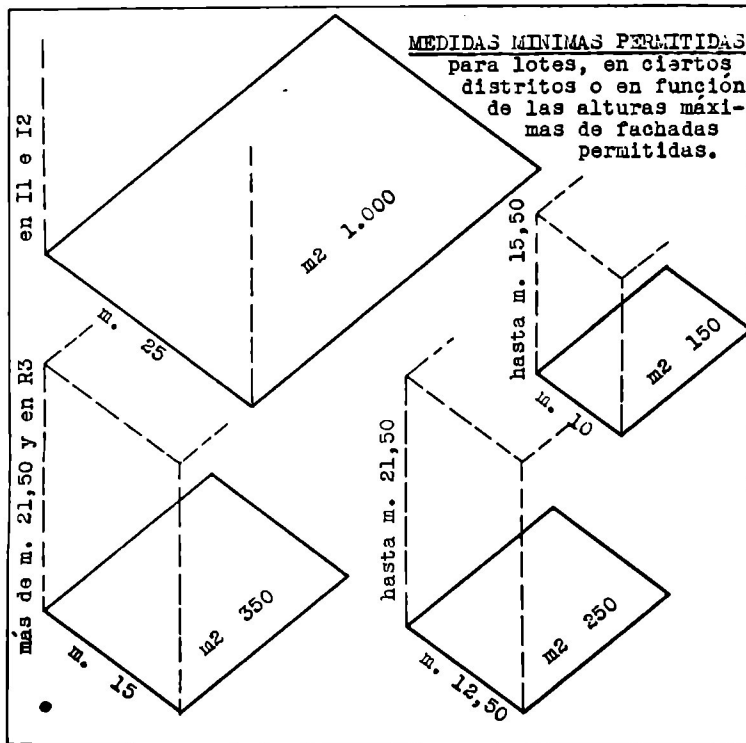 MEDIDAS MINIMAS PERMITIDAS
para lotes, en ciertos
distritos o en función
de las alturas máxi-
mas de fachadas
permitidas.
en I1 e I2
m2 1.000
m. 25
hasta m. 15,50
m2 150
m. 10
más de m. 21,50 y en R3
m2 350
m. 15
hasta m. 21,50
m2 250
m. 12,50